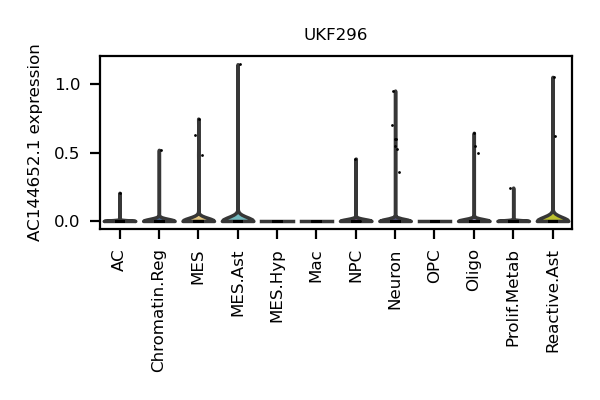 UKF296
AC144652.1 expression
1.0
0.5
0.0
AC
Chromatin.Reg
MES
MES.Ast
MES.Hyp
Mac
NPC
Neuron
OPC
Oligo
Prolif.Metab
Reactive.Ast